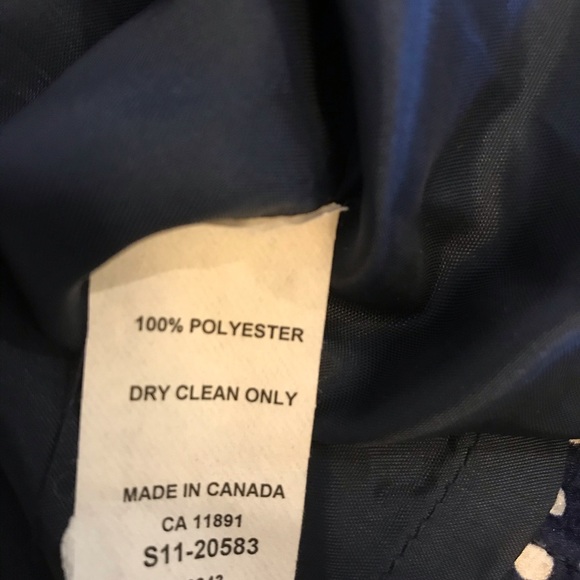 100% POLYESTER
DRY CLEAN ONLY
MADE IN CANADA
CA 11891
S11-20583